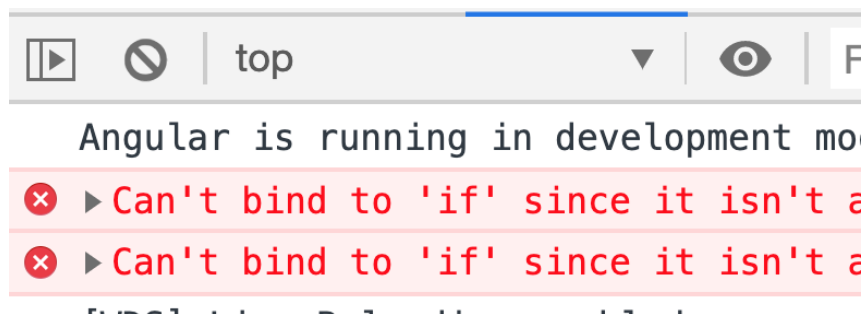 top
Angular is running in development
Can't bind to 'if' since it isn't
Can't bind to 'if' since it isn't